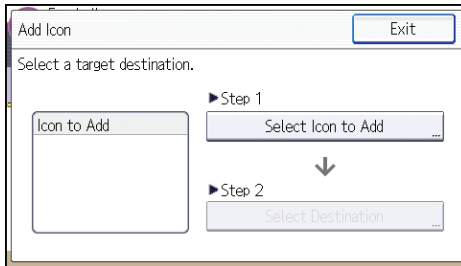 Add Icon
Exit
Select a target destination.
▶Step 1
Icon to Add
Select Icon to Add
...
▶Step 2
Select Destination
...